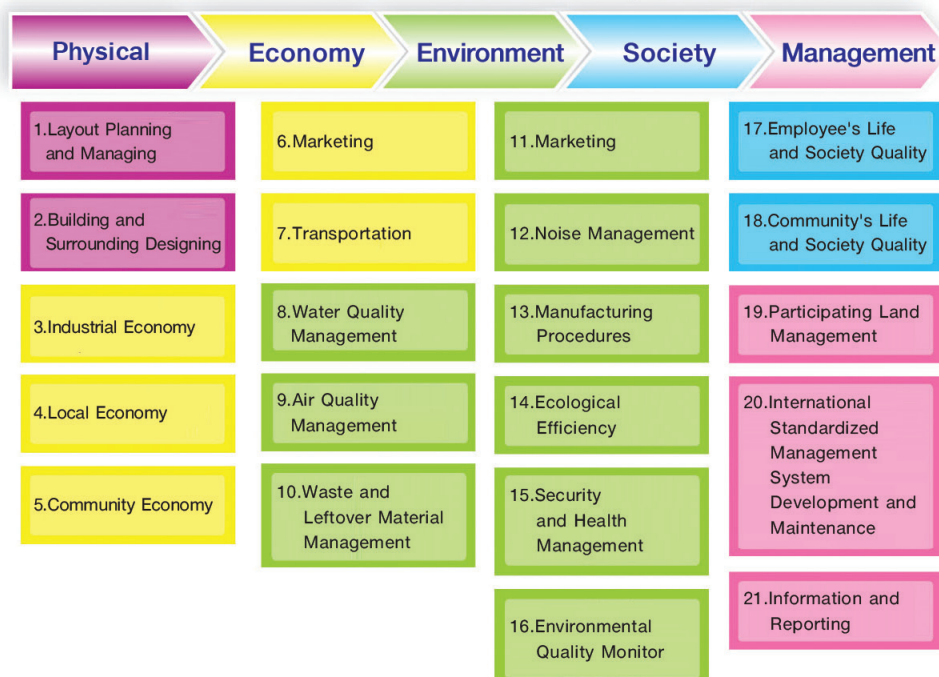 Physical
Economy
Environment
Society
Management
1.Layout Planning
and Managing
2.Building and
Surrounding Designing
3.Industrial Economy
4.Local Economy
5.Community Economy
6.Marketing
7.Transportation
8.Water Quality
Management
9.Air Quality
Management
10.Waste and
Leftover Material
Management
11.Marketing
12.Noise Management
13.Manufacturing
Procedures
14.Ecological
Efficiency
15.Security
and Health
Management
16.Environmental
Quality Monitor
17.Employee's Life
and Society Quality
18.Community's Life
and Society Quality
19.Participating Land
Management
20.International
Standardized
Management
System
Development and
Maintenance
21.Information and
Reporting